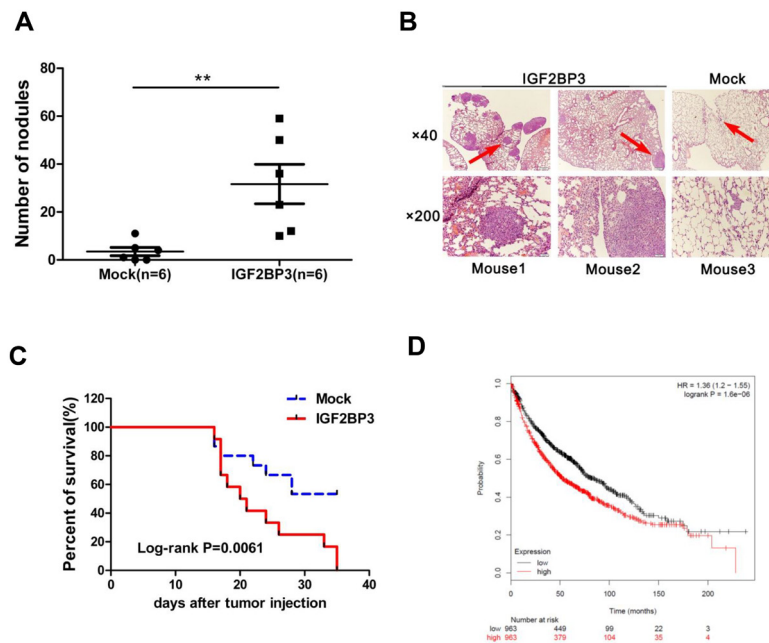 A
Number of nodules
80
60
40
20
0
**
Mock(n=6)
IGF2BP3(n=6)
B
IGF2BP3
Mock
×40
×200
Mouse1
Mouse2
Mouse3
C
Percent of survival(%)
120
100
80
60
40
20
0
Mock
IGF2BP3
Log-rank P=0.0061
0 10 20 30 40
days after tumor injection
D
HR = 1.36 (1.2 − 1.55)
logrank P = 1.6e−06
Probability
1.0
0.8
0.6
0.4
0.2
0.0
Expression
low
high
0 50 100 150 200
Time (months)
Number at risk
low 963 449 99 22 3
high 963 379 104 35 4